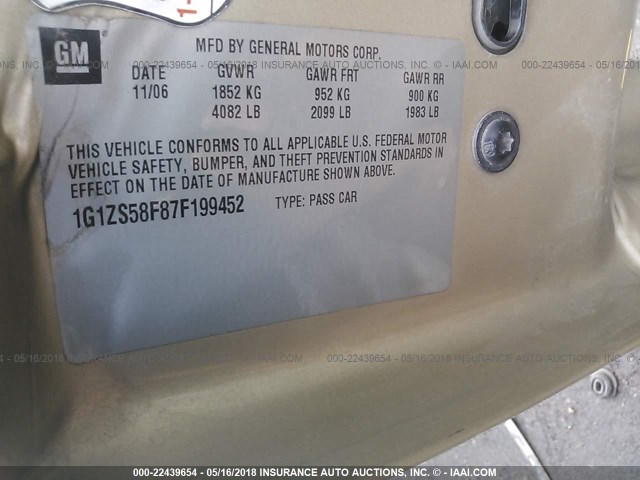 1-
GM
MFD BY GENERAL MOTORS CORP.
DATE GVWR GAWR FRT GAWR RR
11/06 1852 KG 952 KG 900 KG
4082 LB 2099 LB 1983 LB
THIS VEHICLE CONFORMS TO ALL APPLICABLE U.S. FEDERAL MOTOR
VEHICLE SAFETY, BUMPER, AND THEFT PREVENTION STANDARDS IN
EFFECT ON THE DATE OF MANUFACTURE SHOWN ABOVE.
1G1ZS58F87F199452 TYPE: PASS CAR
000-22439654 - 05/16/2018 INSURANCE AUTO AUCTIONS, INC. © - IAAI.COM